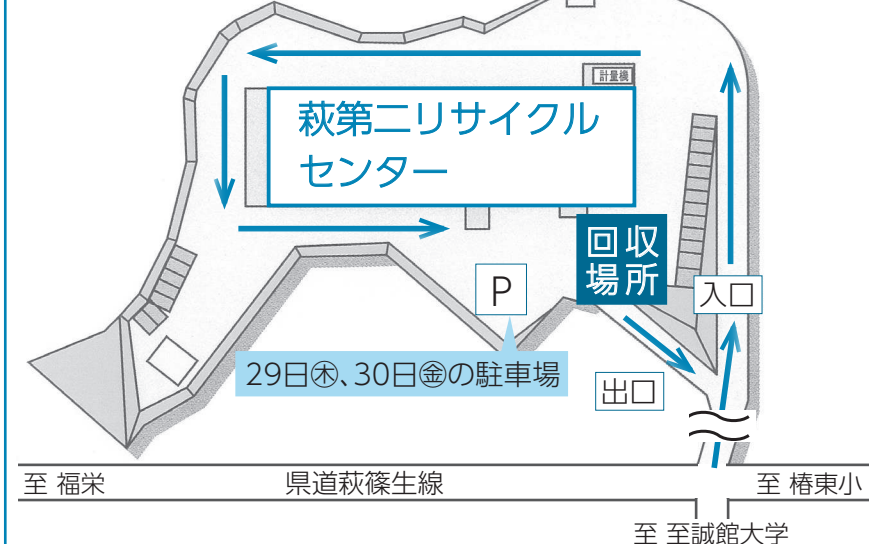 計量機
萩第二リサイクル
センター
回収
場所
P
入口
29日㊍、30日㊎の駐車場
出口
至 福栄
県道萩篠生線
至 椿東小
至 至誠館大学